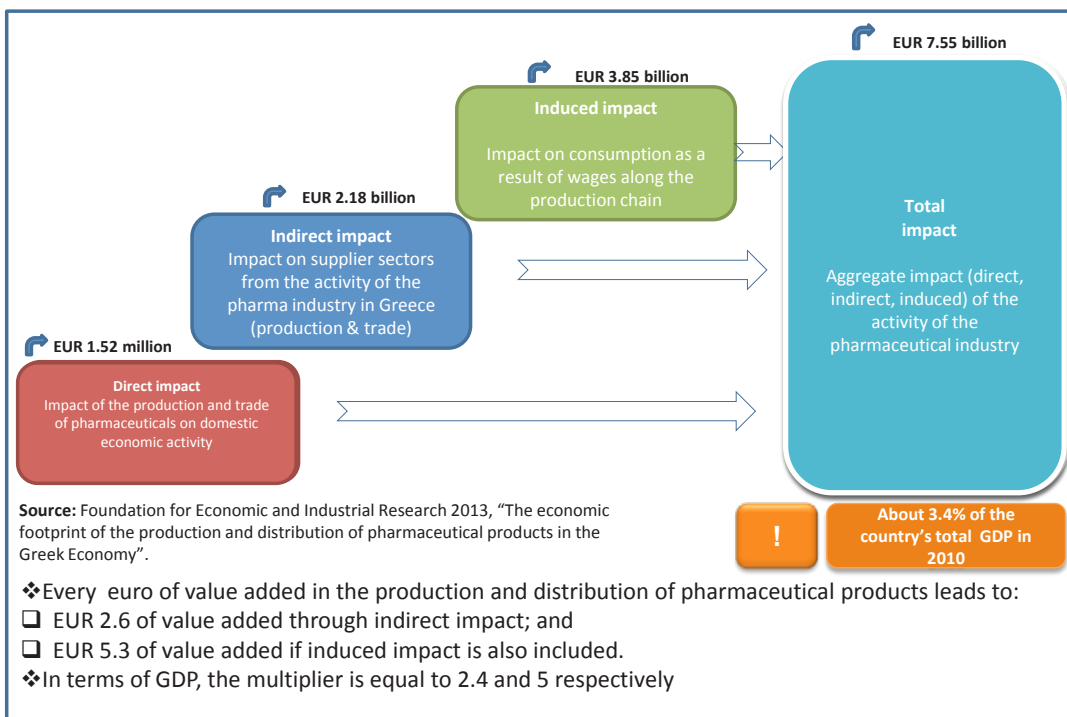 EUR 7.55 billion
EUR 3.85 billion
Induced impact
Impact on consumption as a
result of wages along the
production chain
EUR 2.18 billion
Indirect impact
Impact on supplier sectors
from the activity of the
pharma industry in Greece
(production & trade)
EUR 1.52 million
Direct impact
Impact of the production and trade
of pharmaceuticals on domestic
economic activity
Total
impact
Aggregate impact (direct,
indirect, induced) of the
activity of the
pharmaceutical industry
Source: Foundation for Economic and Industrial Research 2013, “The economic
footprint of the production and distribution of pharmaceutical products in the
Greek Economy”.
!
About 3.4% of the
country’s total GDP in
2010
❖Every euro of value added in the production and distribution of pharmaceutical products leads to:
❑ EUR 2.6 of value added through indirect impact; and
❑ EUR 5.3 of value added if induced impact is also included.
❖In terms of GDP, the multiplier is equal to 2.4 and 5 respectively